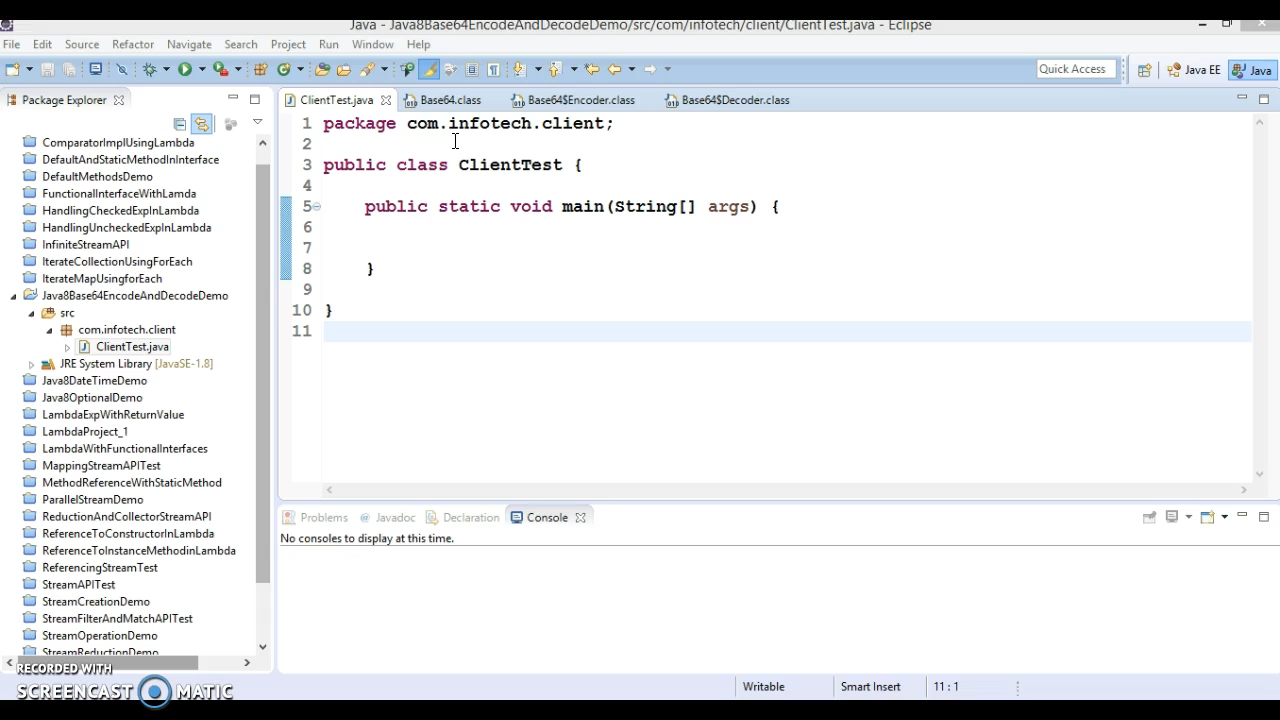 Java - Java8Base64EncodeAndDecodeDemo/src/com/infotech/client/ClientTest.java - Eclipse
File Edit Source Refactor Navigate Search Project Run Window Help
Quick Access Java EE Java
Package Explorer
ClientTest.java Base64.class Base64$Encoder.class Base64$Decoder.class
ComparatorImplUsingLambda
DefaultAndStaticMethodInInterface
DefaultMethodsDemo
FunctionalInterfaceWithLamda
HandlingCheckedExpInLambda
HandlingUncheckedExpInLambda
InfiniteStreamAPI
IterateCollectionUsingForEach
IterateMapUsingforEach
Java8Base64EncodeAndDecodeDemo
src
com.infotech.client
ClientTest.java
JRE System Library [JavaSE-1.8]
Java8DateTimeDemo
Java8OptionalDemo
LambdaExpWithReturnValue
LambdaProject_1
LambdaWithFunctionalInterfaces
MappingStreamAPITest
MethodReferenceWithStaticMethod
ParallelStreamDemo
ReductionAndCollectorStreamAPI
ReferenceToConstructorInLambda
ReferenceToInstanceMethodinLambda
ReferencingStreamTest
StreamAPITest
StreamCreationDemo
StreamFilterAndMatchAPITest
StreamOperationDemo
StreamReductionDemo
1 package com.infotech.client;
2
3 public class ClientTest {
4
5 public static void main(String[] args) {
6
7
8 }
9
10 }
11
Problems Javadoc Declaration Console
No consoles to display at this time.
Writable Smart Insert 11 : 1
RECORDED WITH
SCREENCAST MATIC